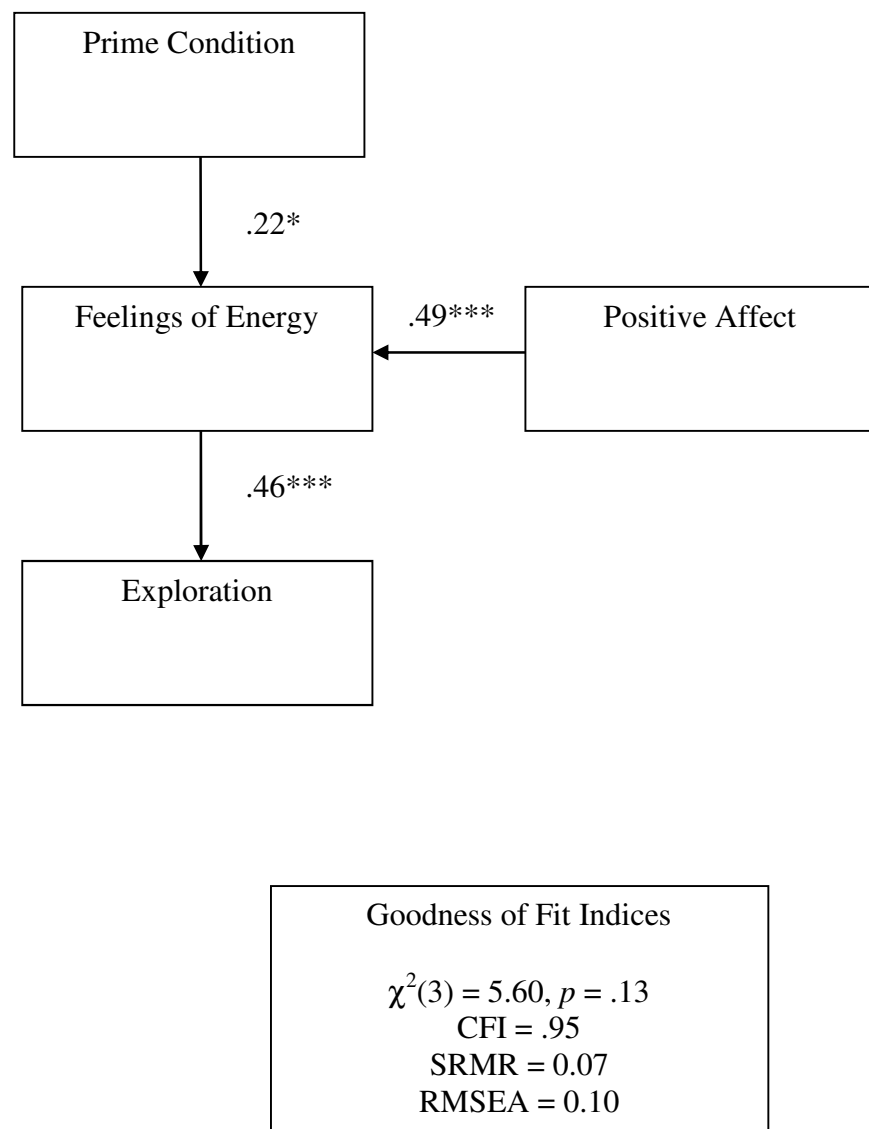 Prime Condition
.22*
Feelings of Energy
.49***
Positive Affect
.46***
Exploration
Goodness of Fit Indices
χ²(3) = 5.60, p = .13
CFI = .95
SRMR = 0.07
RMSEA = 0.10